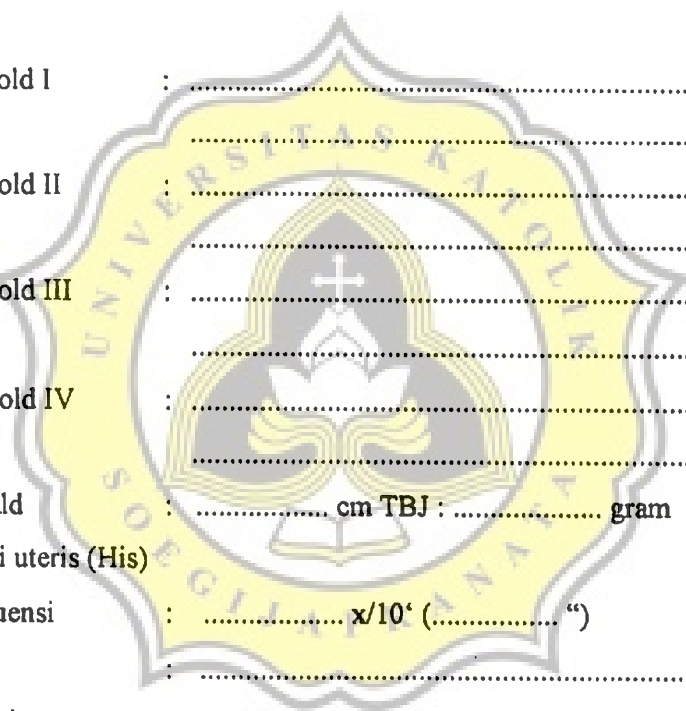 old I : ........................................................
........................................................
old II : ........................................................
........................................................
old III : ........................................................
........................................................
old IV : ........................................................
........................................................
ld : ................ cm TBJ : .................. gram
i uteris (His)
uensi : ................. x/10‘ (............... “)
: ........................................................
UNIVERSITAS KATOLIK
SOEGIJAPRANATA